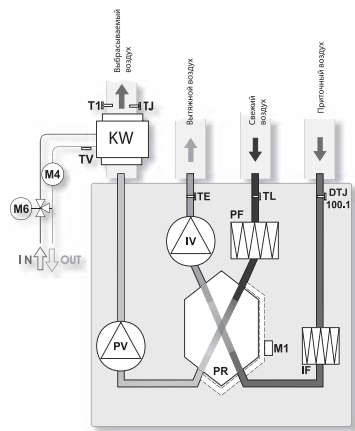 Выбрасываемый
воздух
Вытяжной воздух
Свежий
воздух
Приточный воздух
T1
TJ
KW
TV
M4
M6
IN
OUT
TE
TL
DTJ
100.1
PF
IV
M1
PV
PR
IF